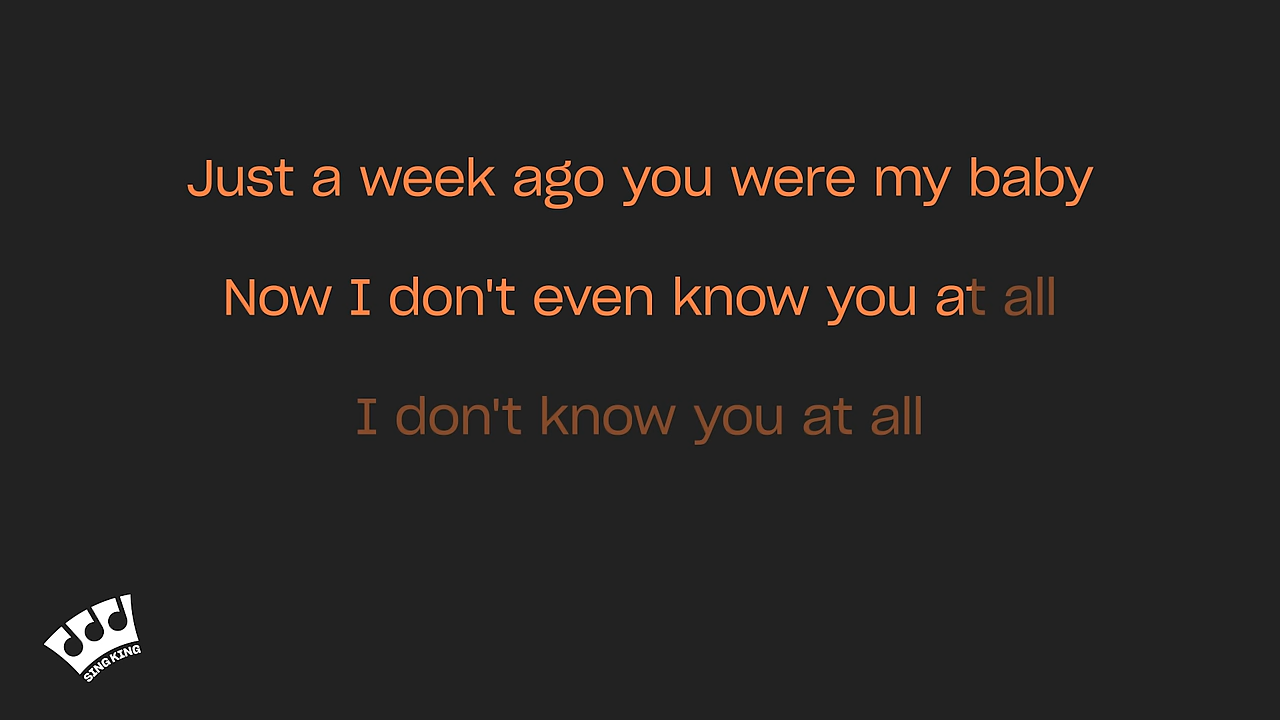 Just a week ago you were my baby
Now I don't even know you at all
I don't know you at all
SING KING